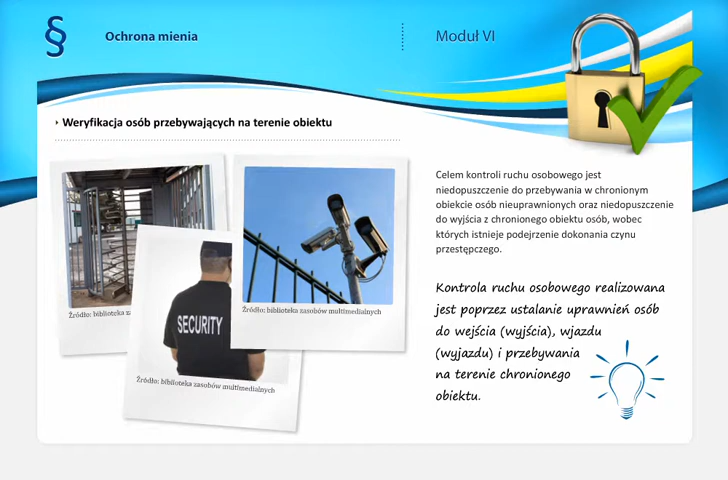 §
Ochrona mienia
Moduł VI
Weryfikacja osób przebywających na terenie obiektu
Źródło: biblioteka z
Źródło: biblioteka zasobów multimedialnych
SECURITY
Źródło: biblioteka zasobów multimedialnych
Celem kontroli ruchu osobowego jest
niedopuszczenie do przebywania w chronionym
obiekcie osób nieuprawnionych oraz niedopuszczenie
do wyjścia z chronionego obiektu osób, wobec
których istnieje podejrzenie dokonania czynu
przestępczego.
Kontrola ruchu osobowego realizowana
jest poprzez ustalanie uprawnień osób
do wejścia (wyjścia), wjazdu
(wyjazdu) i przebywania
na terenie chronionego
obiektu.